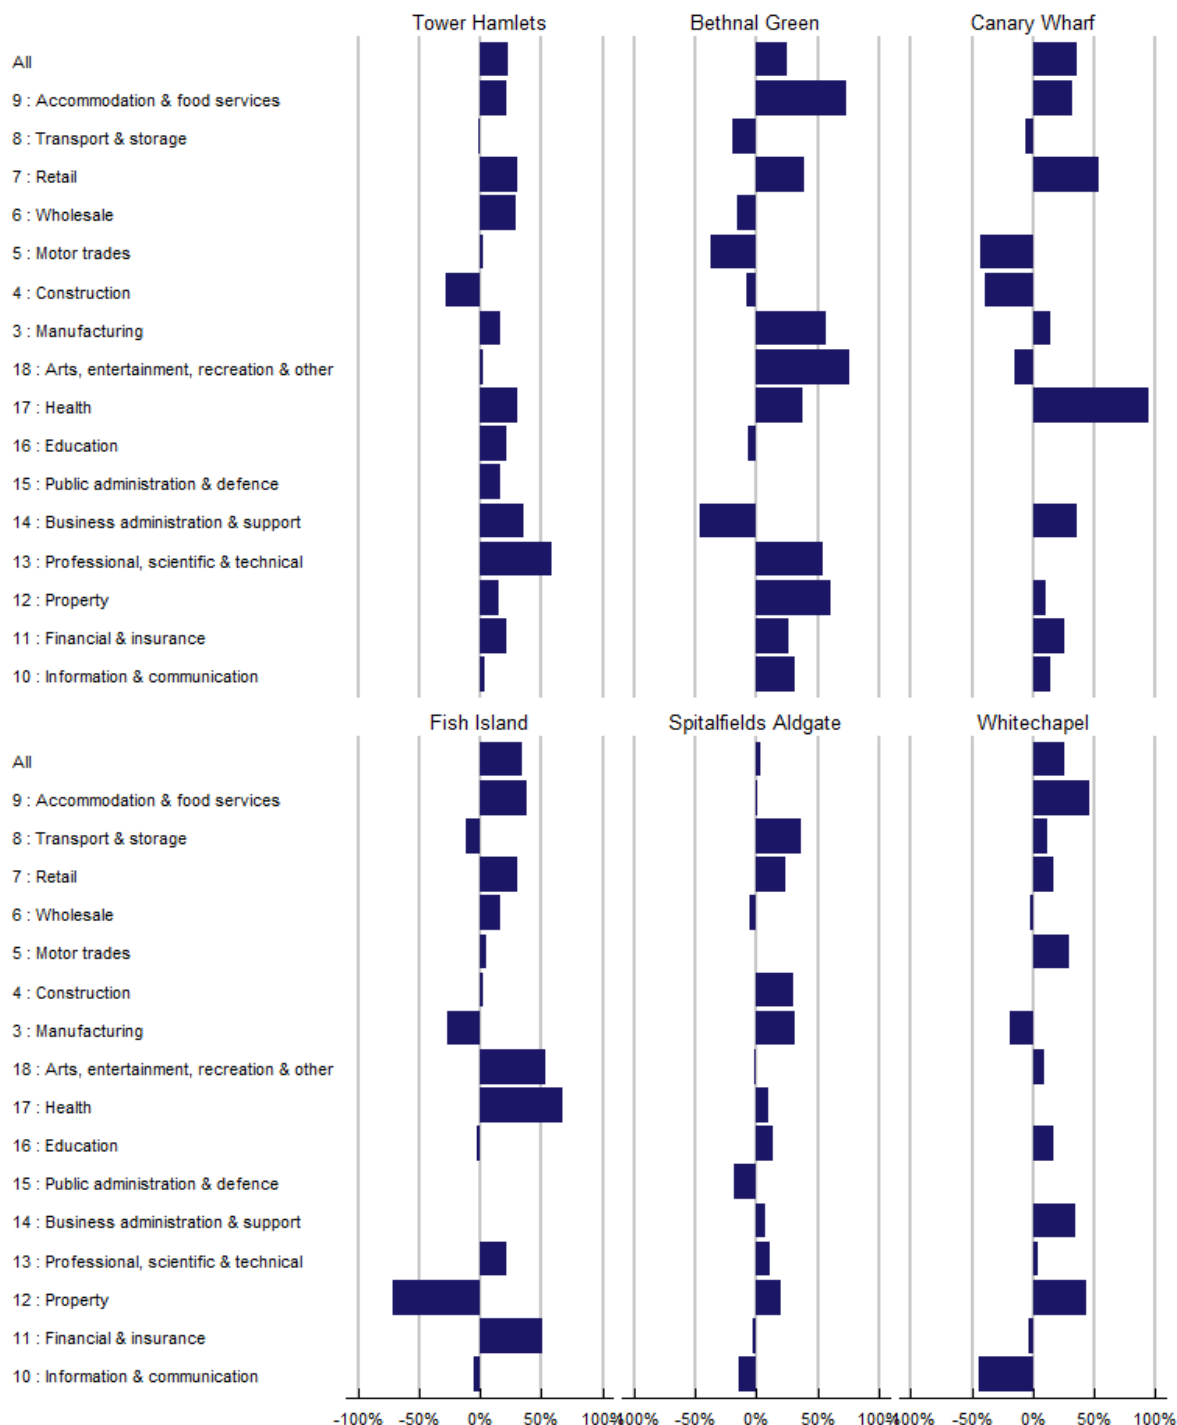 Tower Hamlets Bethnal Green Canary Wharf
All
9 : Accommodation & food services
8 : Transport & storage
7 : Retail
6 : Wholesale
5 : Motor trades
4 : Construction
3 : Manufacturing
18 : Arts, entertainment, recreation & other
17 : Health
16 : Education
15 : Public administration & defence
14 : Business administration & support
13 : Professional, scientific & technical
12 : Property
11 : Financial & insurance
10 : Information & communication
Fish Island Spitalfields Aldgate Whitechapel
All
9 : Accommodation & food services
8 : Transport & storage
7 : Retail
6 : Wholesale
5 : Motor trades
4 : Construction
3 : Manufacturing
18 : Arts, entertainment, recreation & other
17 : Health
16 : Education
15 : Public administration & defence
14 : Business administration & support
13 : Professional, scientific & technical
12 : Property
11 : Financial & insurance
10 : Information & communication
-100% -50% 0% 50% -50% 0% 50% -50% 0% 50% 100%